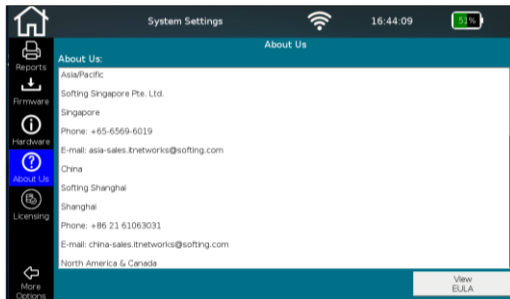 System Settings
16:44:09
51%
About Us
Reports
Firmware
Hardware
About Us
Licensing
More
Options
About Us:
Asia/Pacific
Softing Singapore Pte. Ltd.
Singapore
Phone: +65-6569-6019
E-mail: asia-sales.itnetworks@softing.com
China
Softing Shanghai
Shanghai
Phone: +86 21 61063031
E-mail: china-sales.itnetworks@softing.com
North America & Canada
View
EULA